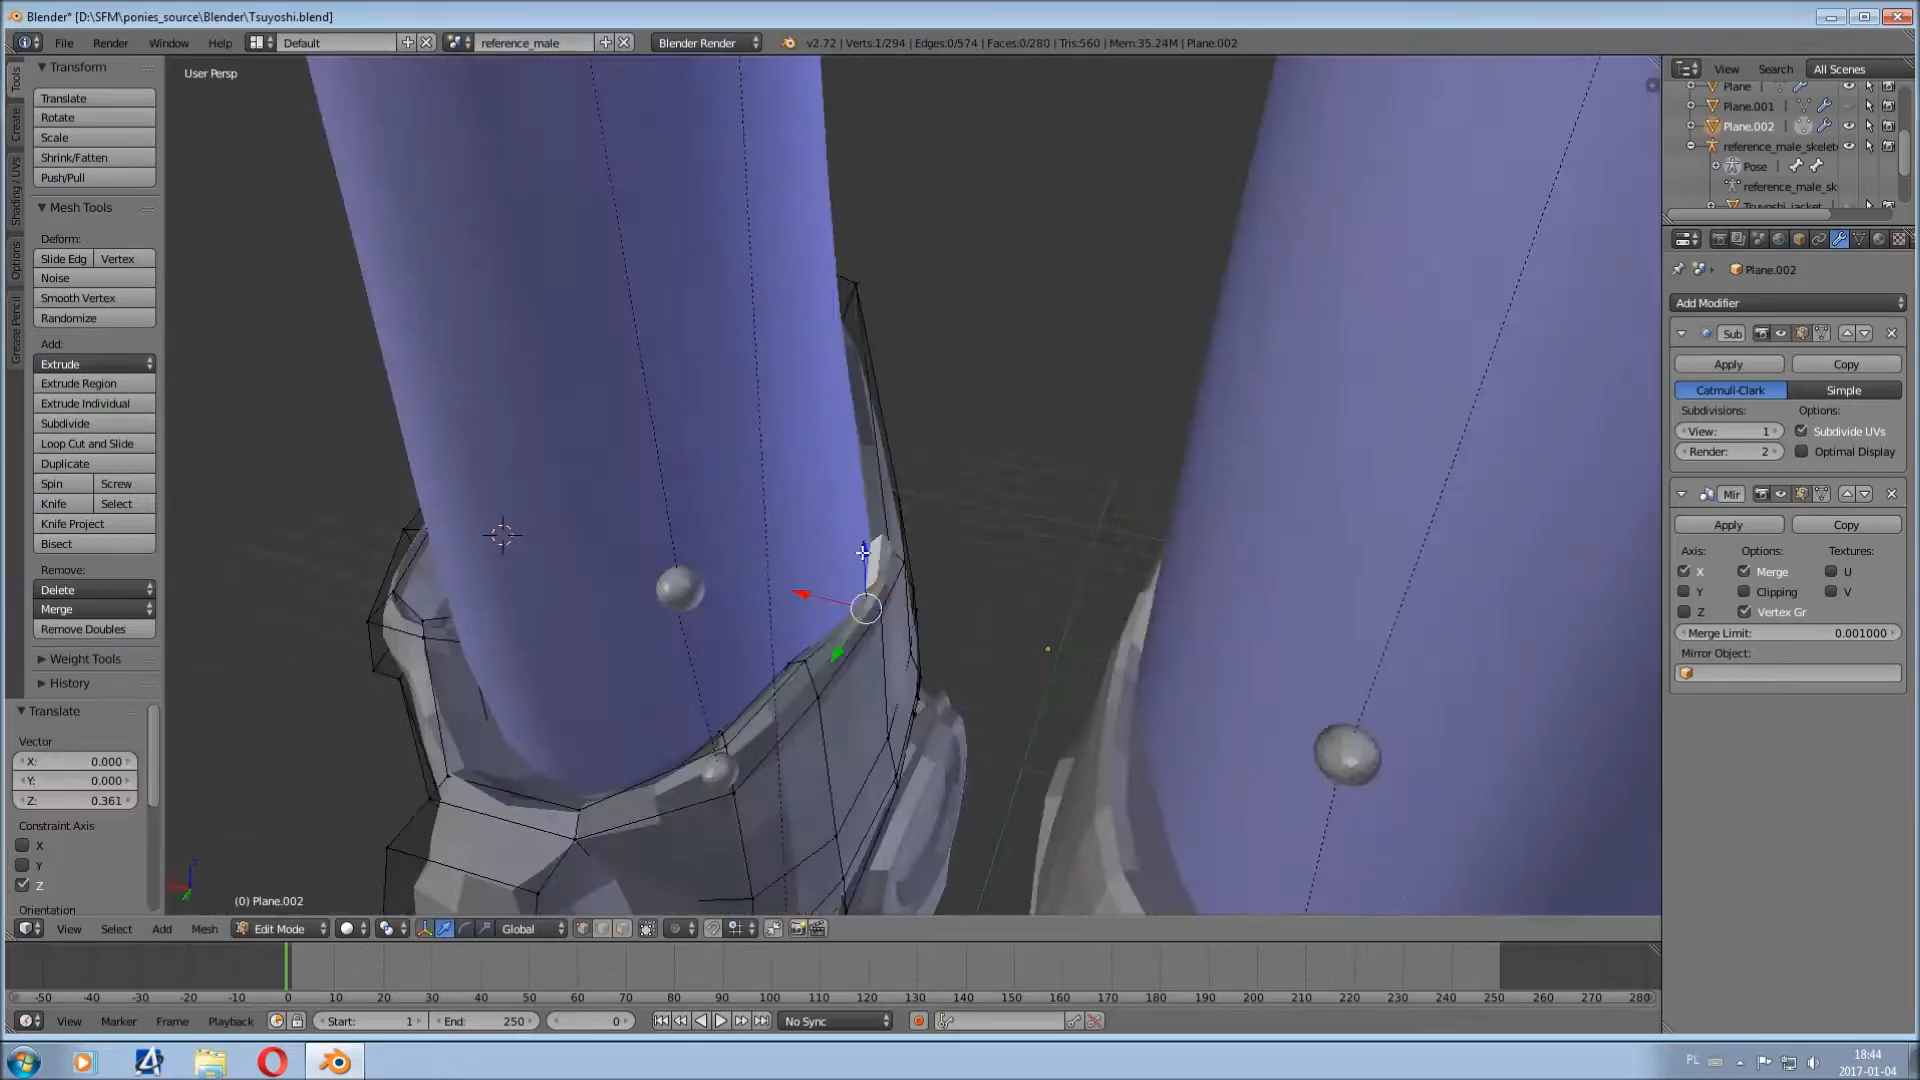 Blender* [D:\SFM\ponies_source\Blender\Tsuyoshi.blend]
File Render Window Help Default reference_male Blender Render v2.72 | Verts:1/294 | Edges:0/574 | Faces:0/280 | Tris:560 | Mem:35.24M | Plane.002
Tools
Create
Shading / UVs
Options
Grease Pencil
Transform
Translate
Rotate
Scale
Shrink/Fatten
Push/Pull
Mesh Tools
Deform:
Slide Edg Vertex
Noise
Smooth Vertex
Randomize
Add:
Extrude
Extrude Region
Extrude Individual
Subdivide
Loop Cut and Slide
Duplicate
Spin Screw
Knife Select
Knife Project
Bisect
Remove:
Delete
Merge
Remove Doubles
Weight Tools
History
Translate
Vector
X: 0.000
Y: 0.000
Z: 0.361
Constraint Axis
X
Y
Z
Orientation
User Persp
(0) Plane.002
View Select Add Mesh Edit Mode Global
View Search All Scenes
Plane
Plane.001
Plane.002
reference_male_skelet
Pose
reference_male_sk
Tsuyoshi_jacket
Plane.002
Add Modifier
Sub
Apply Copy
Catmull-Clark Simple
Subdivisions: Options:
View: 1 Subdivide UVs
Render: 2 Optimal Display
Mir
Apply Copy
Axis: Options: Textures:
X Merge U
Y Clipping V
Z Vertex Gr
Merge Limit: 0.001000
Mirror Object:
-50 -40 -30 -20 -10 0 10 20 30 40 50 60 70 80 90 100 110 120 130 140 150 160 170 180 190 200 210 220 230 240 250 260 270 280
View Marker Frame Playback Start: 1 End: 250 0 No Sync
PL
18:44
2017-01-04